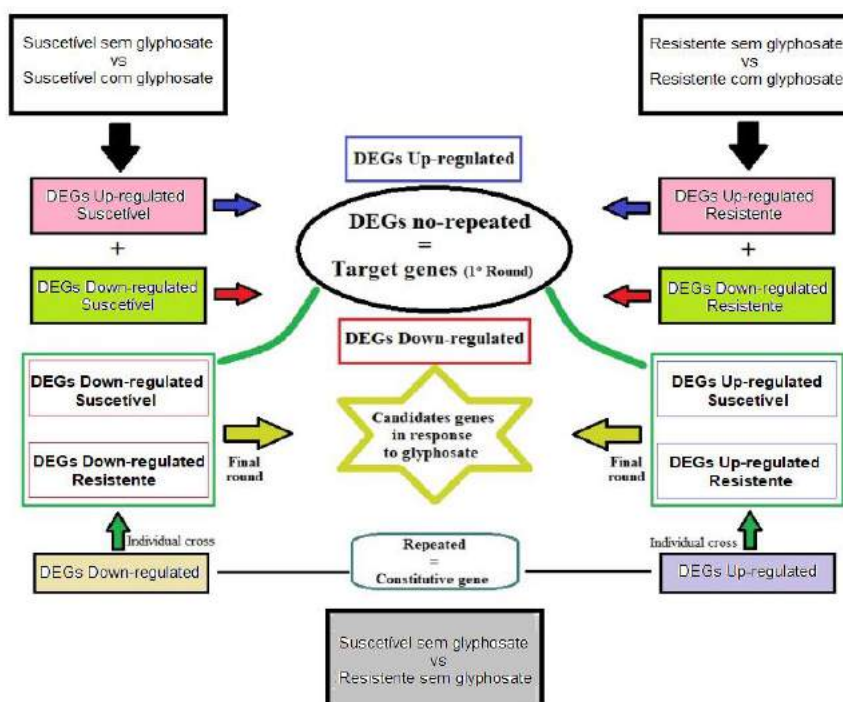 Suscetível sem glyphosate
vs
Suscetível com glyphosate
Resistente sem glyphosate
vs
Resistente com glyphosate
DEGs Up-regulated
DEGs Up-regulated
Suscetível
DEGs no-repeated
=
Target genes (1º Round)
DEGs Up-regulated
Resistente
+
+
DEGs Down-regulated
Suscetível
DEGs Down-regulated
Resistente
DEGs Down-regulated
DEGs Down-regulated
Suscetível
DEGs Down-regulated
Resistente
Final
round
Candidates genes
in response
to glyphosate
Final
round
DEGs Up-regulated
Suscetível
DEGs Up-regulated
Resistente
Individual cross
Individual cross
DEGs Down-regulated
Repeated
=
Constitutive gene
DEGs Up-regulated
Suscetível sem glyphosate
vs
Resistente sem glyphosate